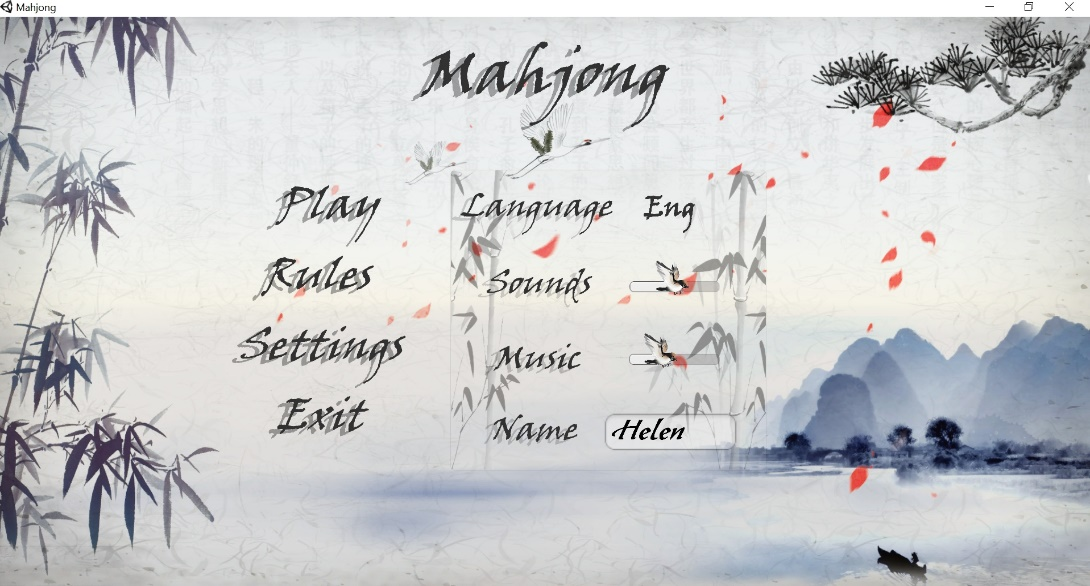 Mahjong
Mahjong
Play
Rules
Settings
Exit
Language Eng
Sounds
Music
Name Helen